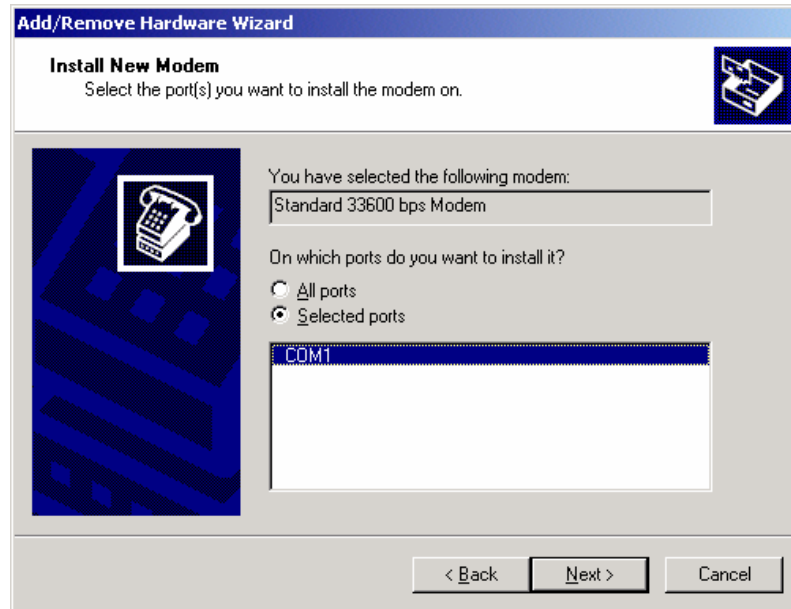 Add/Remove Hardware Wizard
Install New Modem
Select the port(s) you want to install the modem on.
You have selected the following modem:
Standard 33600 bps Modem
On which ports do you want to install it?
All ports
Selected ports
COM1
< Back Next > Cancel